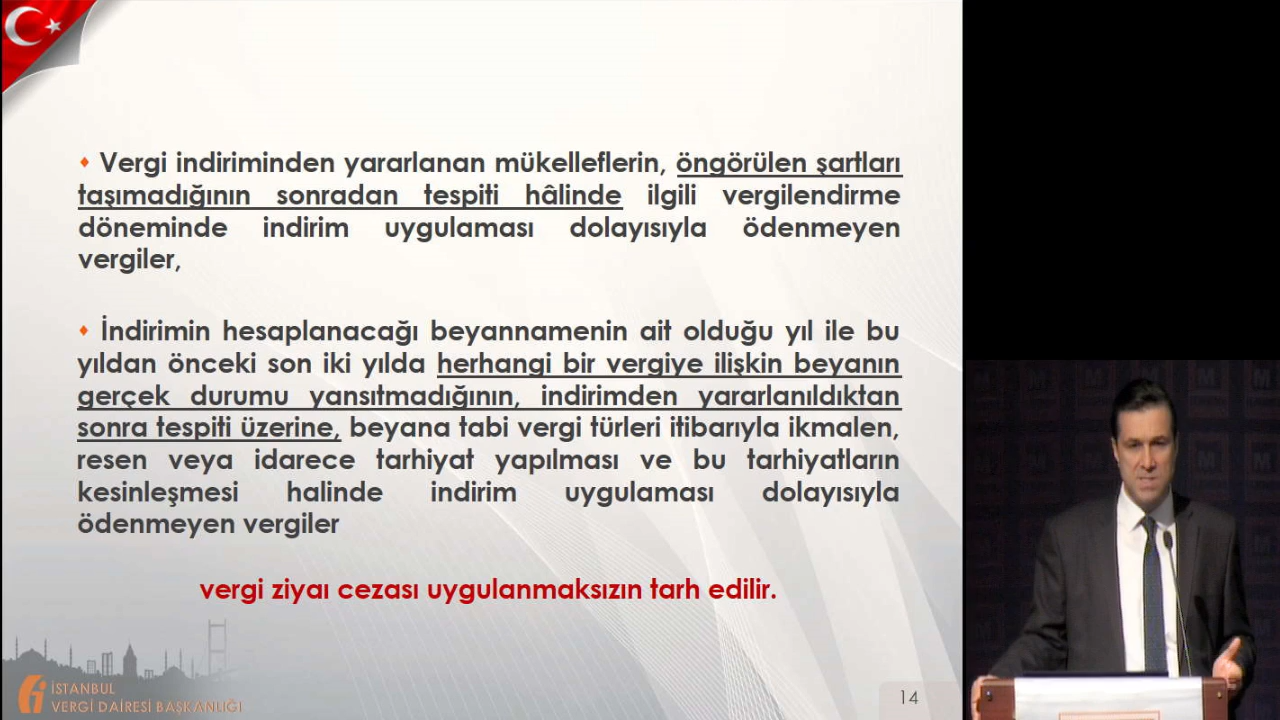 ♦ Vergi indiriminden yararlanan mükelleflerin, öngörülen şartları
taşımadığının sonradan tespiti hâlinde ilgili vergilendirme
döneminde indirim uygulaması dolayısıyla ödenmeyen
vergiler,
♦ İndirimin hesaplanacağı beyannamenin ait olduğu yıl ile bu
yıldan önceki son iki yılda herhangi bir vergiye ilişkin beyanın
gerçek durumu yansıtmadığının, indirimden yararlanıldıktan
sonra tespiti üzerine, beyana tabi vergi türleri itibarıyla ikmalen,
resen veya idarece tarhiyat yapılması ve bu tarhiyatların
kesinleşmesi halinde indirim uygulaması dolayısıyla
ödenmeyen vergiler
vergi ziyaı cezası uygulanmaksızın tarh edilir.
İSTANBUL
VERGİ DAİRESİ BAŞKANLIĞI
14